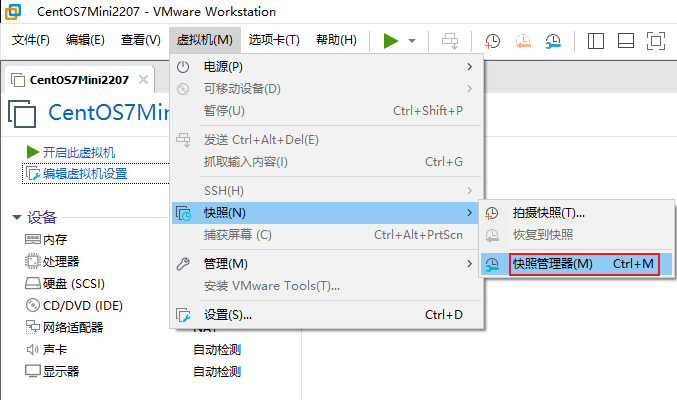 CentOS7Mini2207 - VMware Workstation
文件(F) 编辑(E) 查看(V) 虚拟机(M) 选项卡(T) 帮助(H)
CentOS7Mini2207
CentOS7Min
开启此虚拟机
编辑虚拟机设置
设备
内存
处理器
硬盘 (SCSI)
CD/DVD (IDE)
网络适配器
声卡 自动检测
显示器 自动检测
电源(P)
可移动设备(D)
暂停(U) Ctrl+Shift+P
发送 Ctrl+Alt+Del(E)
抓取输入内容(I) Ctrl+G
SSH(H)
快照(N)
捕获屏幕 (C) Ctrl+Alt+PrtScn
管理(M)
安装 VMware Tools(T)...
设置(S)... Ctrl+D
拍摄快照(T)...
恢复到快照
快照管理器(M) Ctrl+M